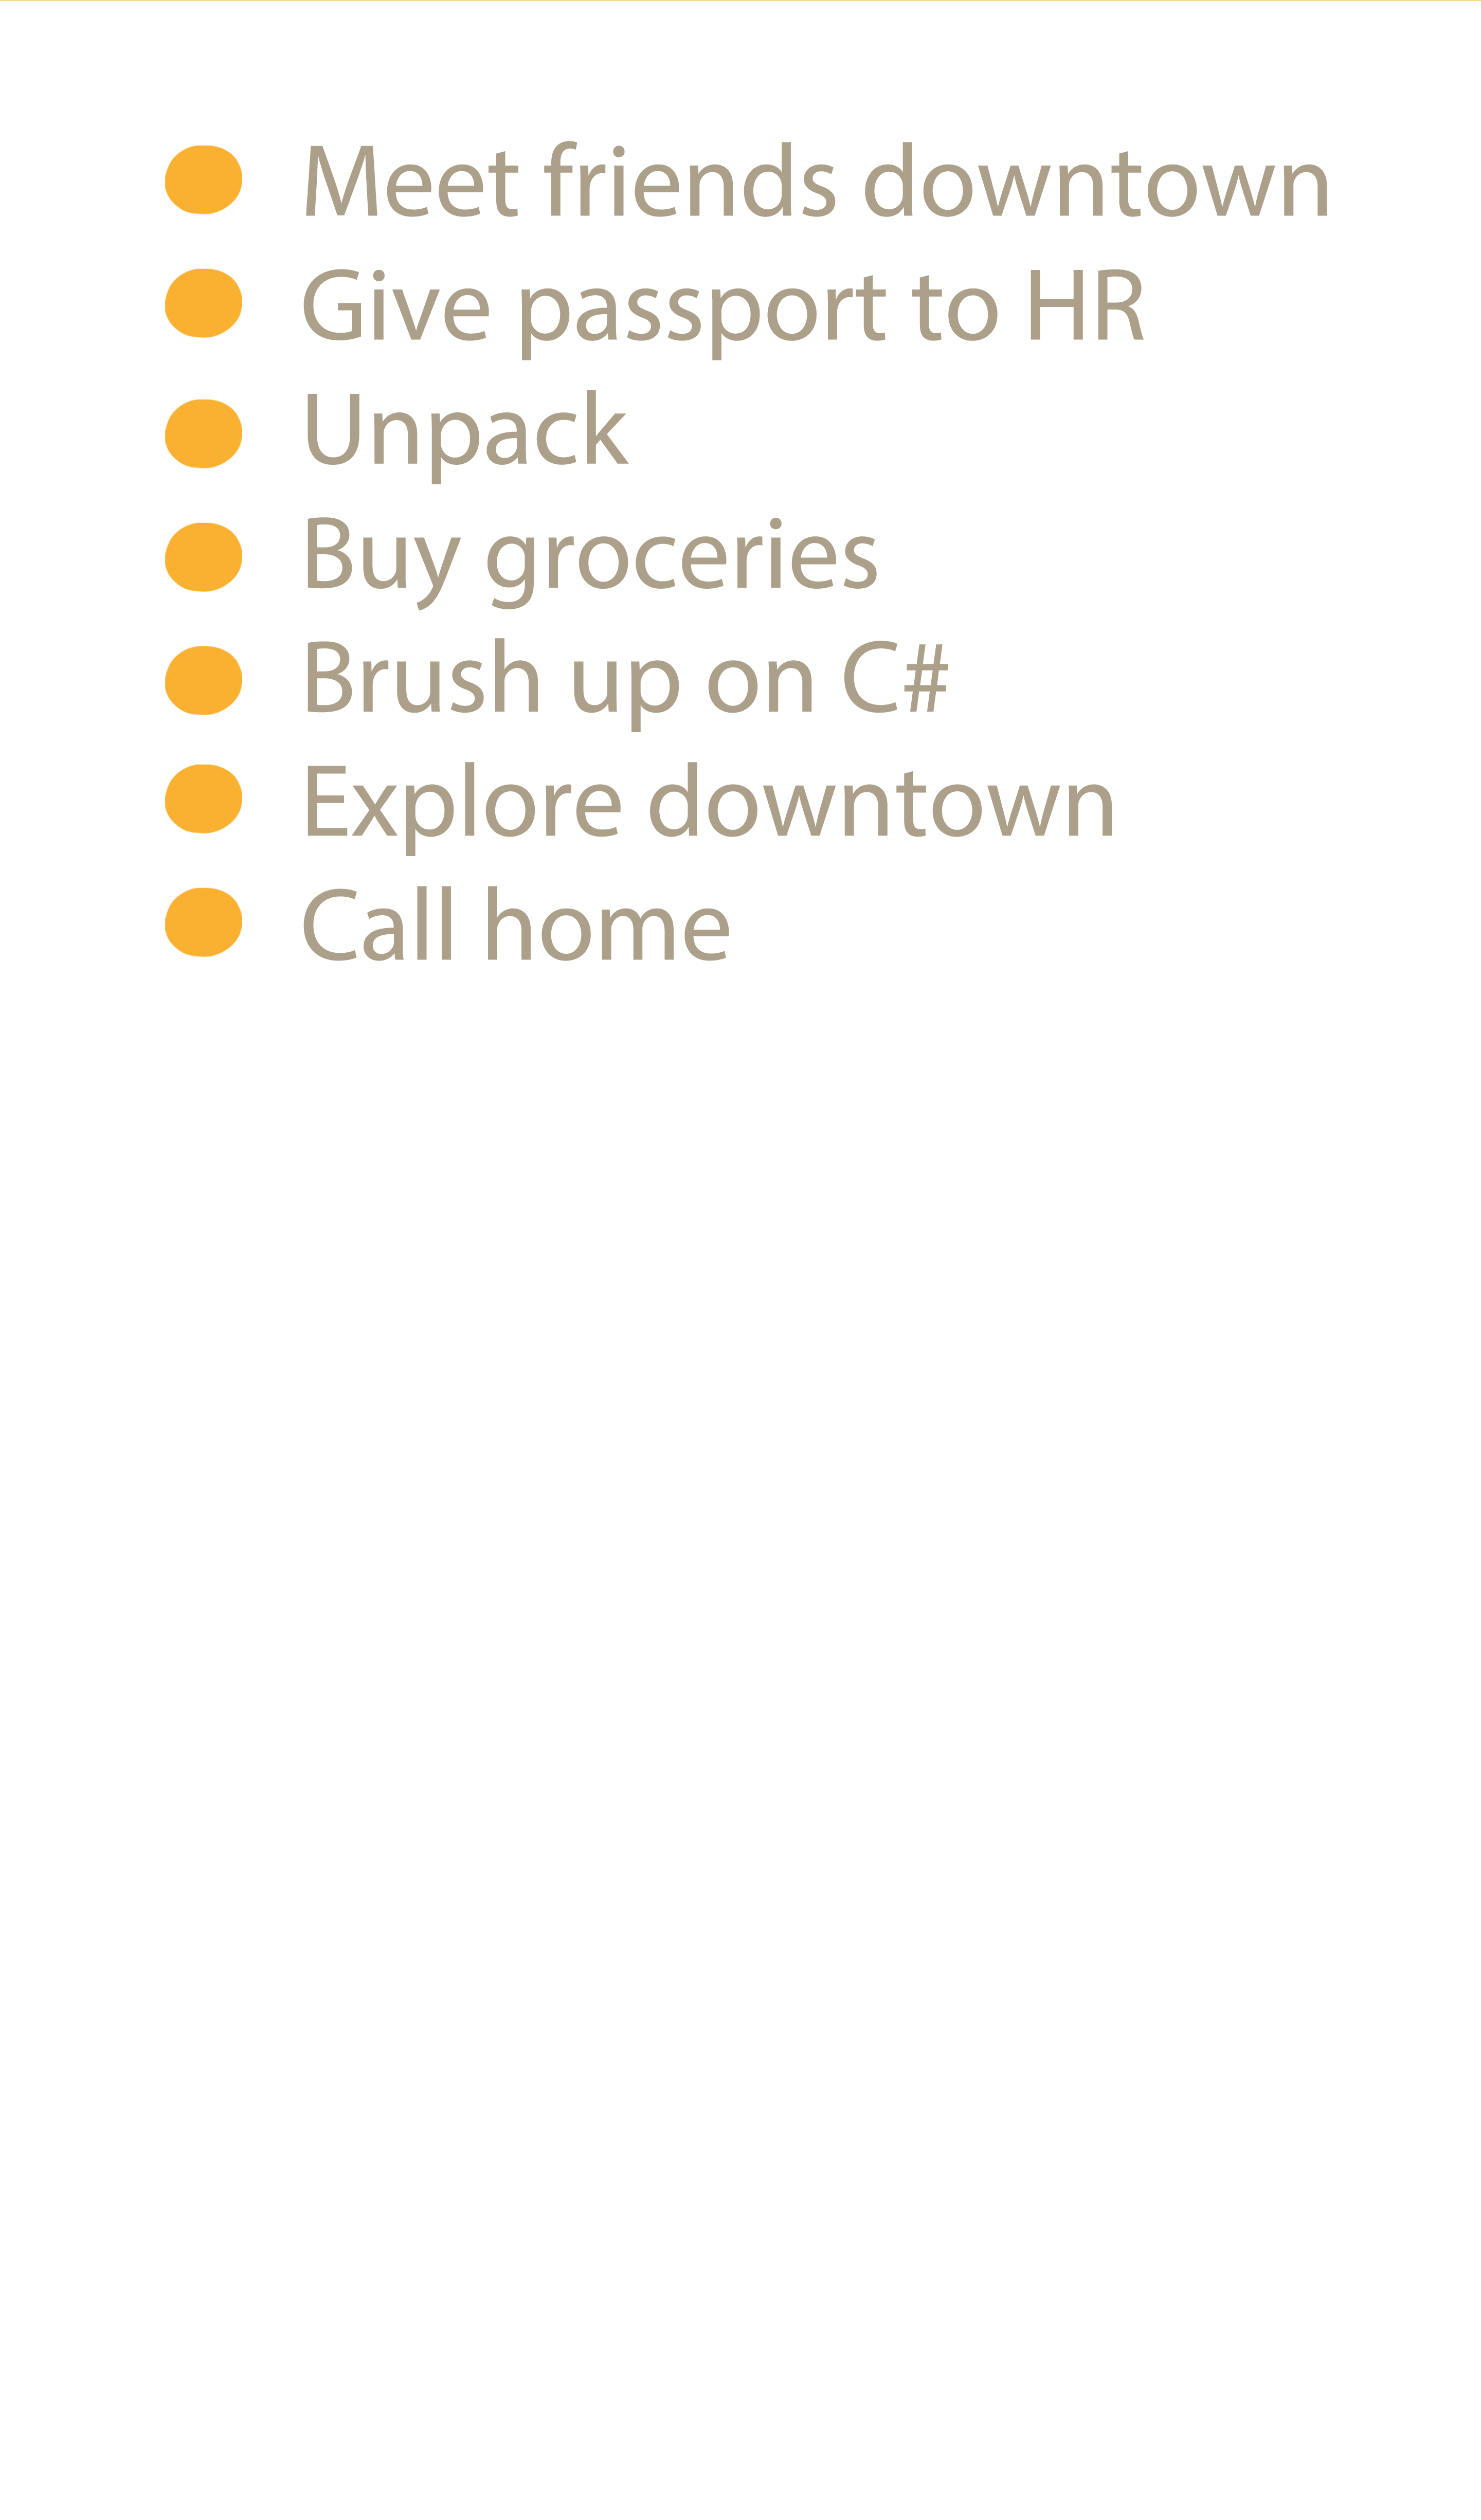 Meet friends downtown
Give passport to HR
Unpack
Buy groceries
Brush up on C#
Explore downtown
Call home